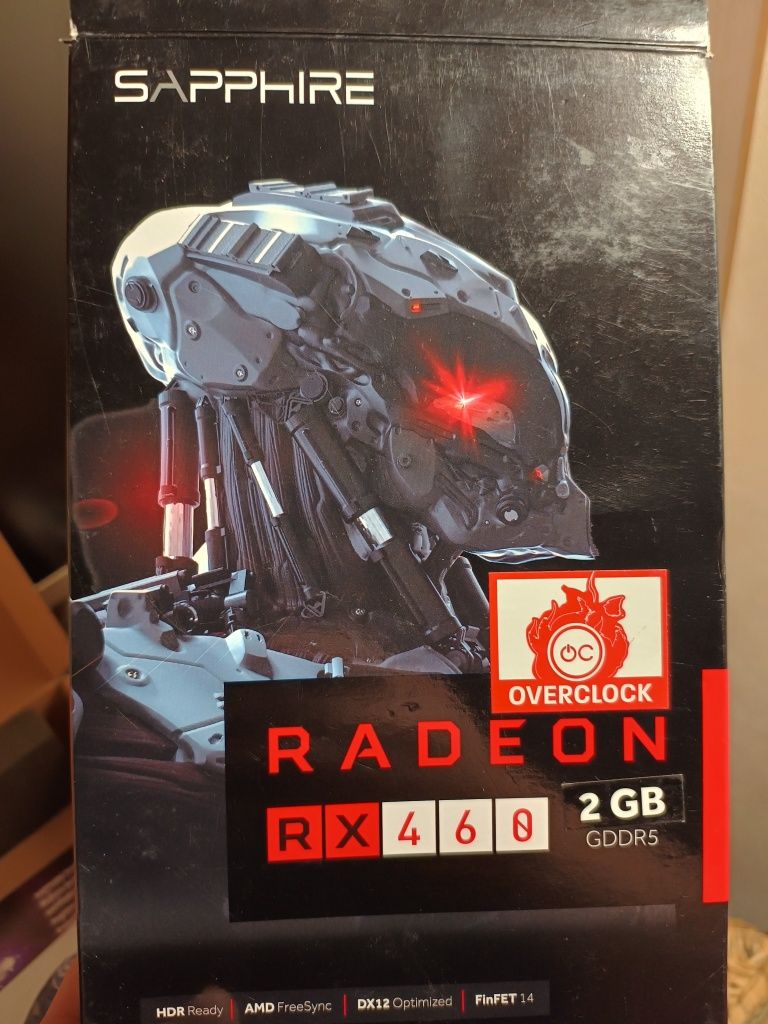 SAPPHIRE
OC
OVERCLOCK
RADEON
RX 460
2 GB
GDDR5
HDR Ready | AMD FreeSync | DX12 Optimized | FinFET 14